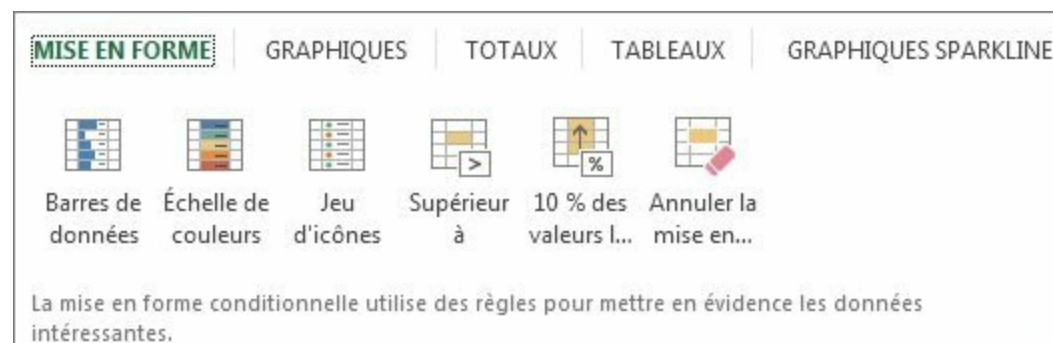 MISE EN FORME GRAPHIQUES TOTAUX TABLEAUX GRAPHIQUES SPARKLINE
Barres de données
Échelle de couleurs
Jeu d'icônes
Supérieur à
10 % des valeurs l...
Annuler la mise en...
La mise en forme conditionnelle utilise des règles pour mettre en évidence les données
intéressantes.